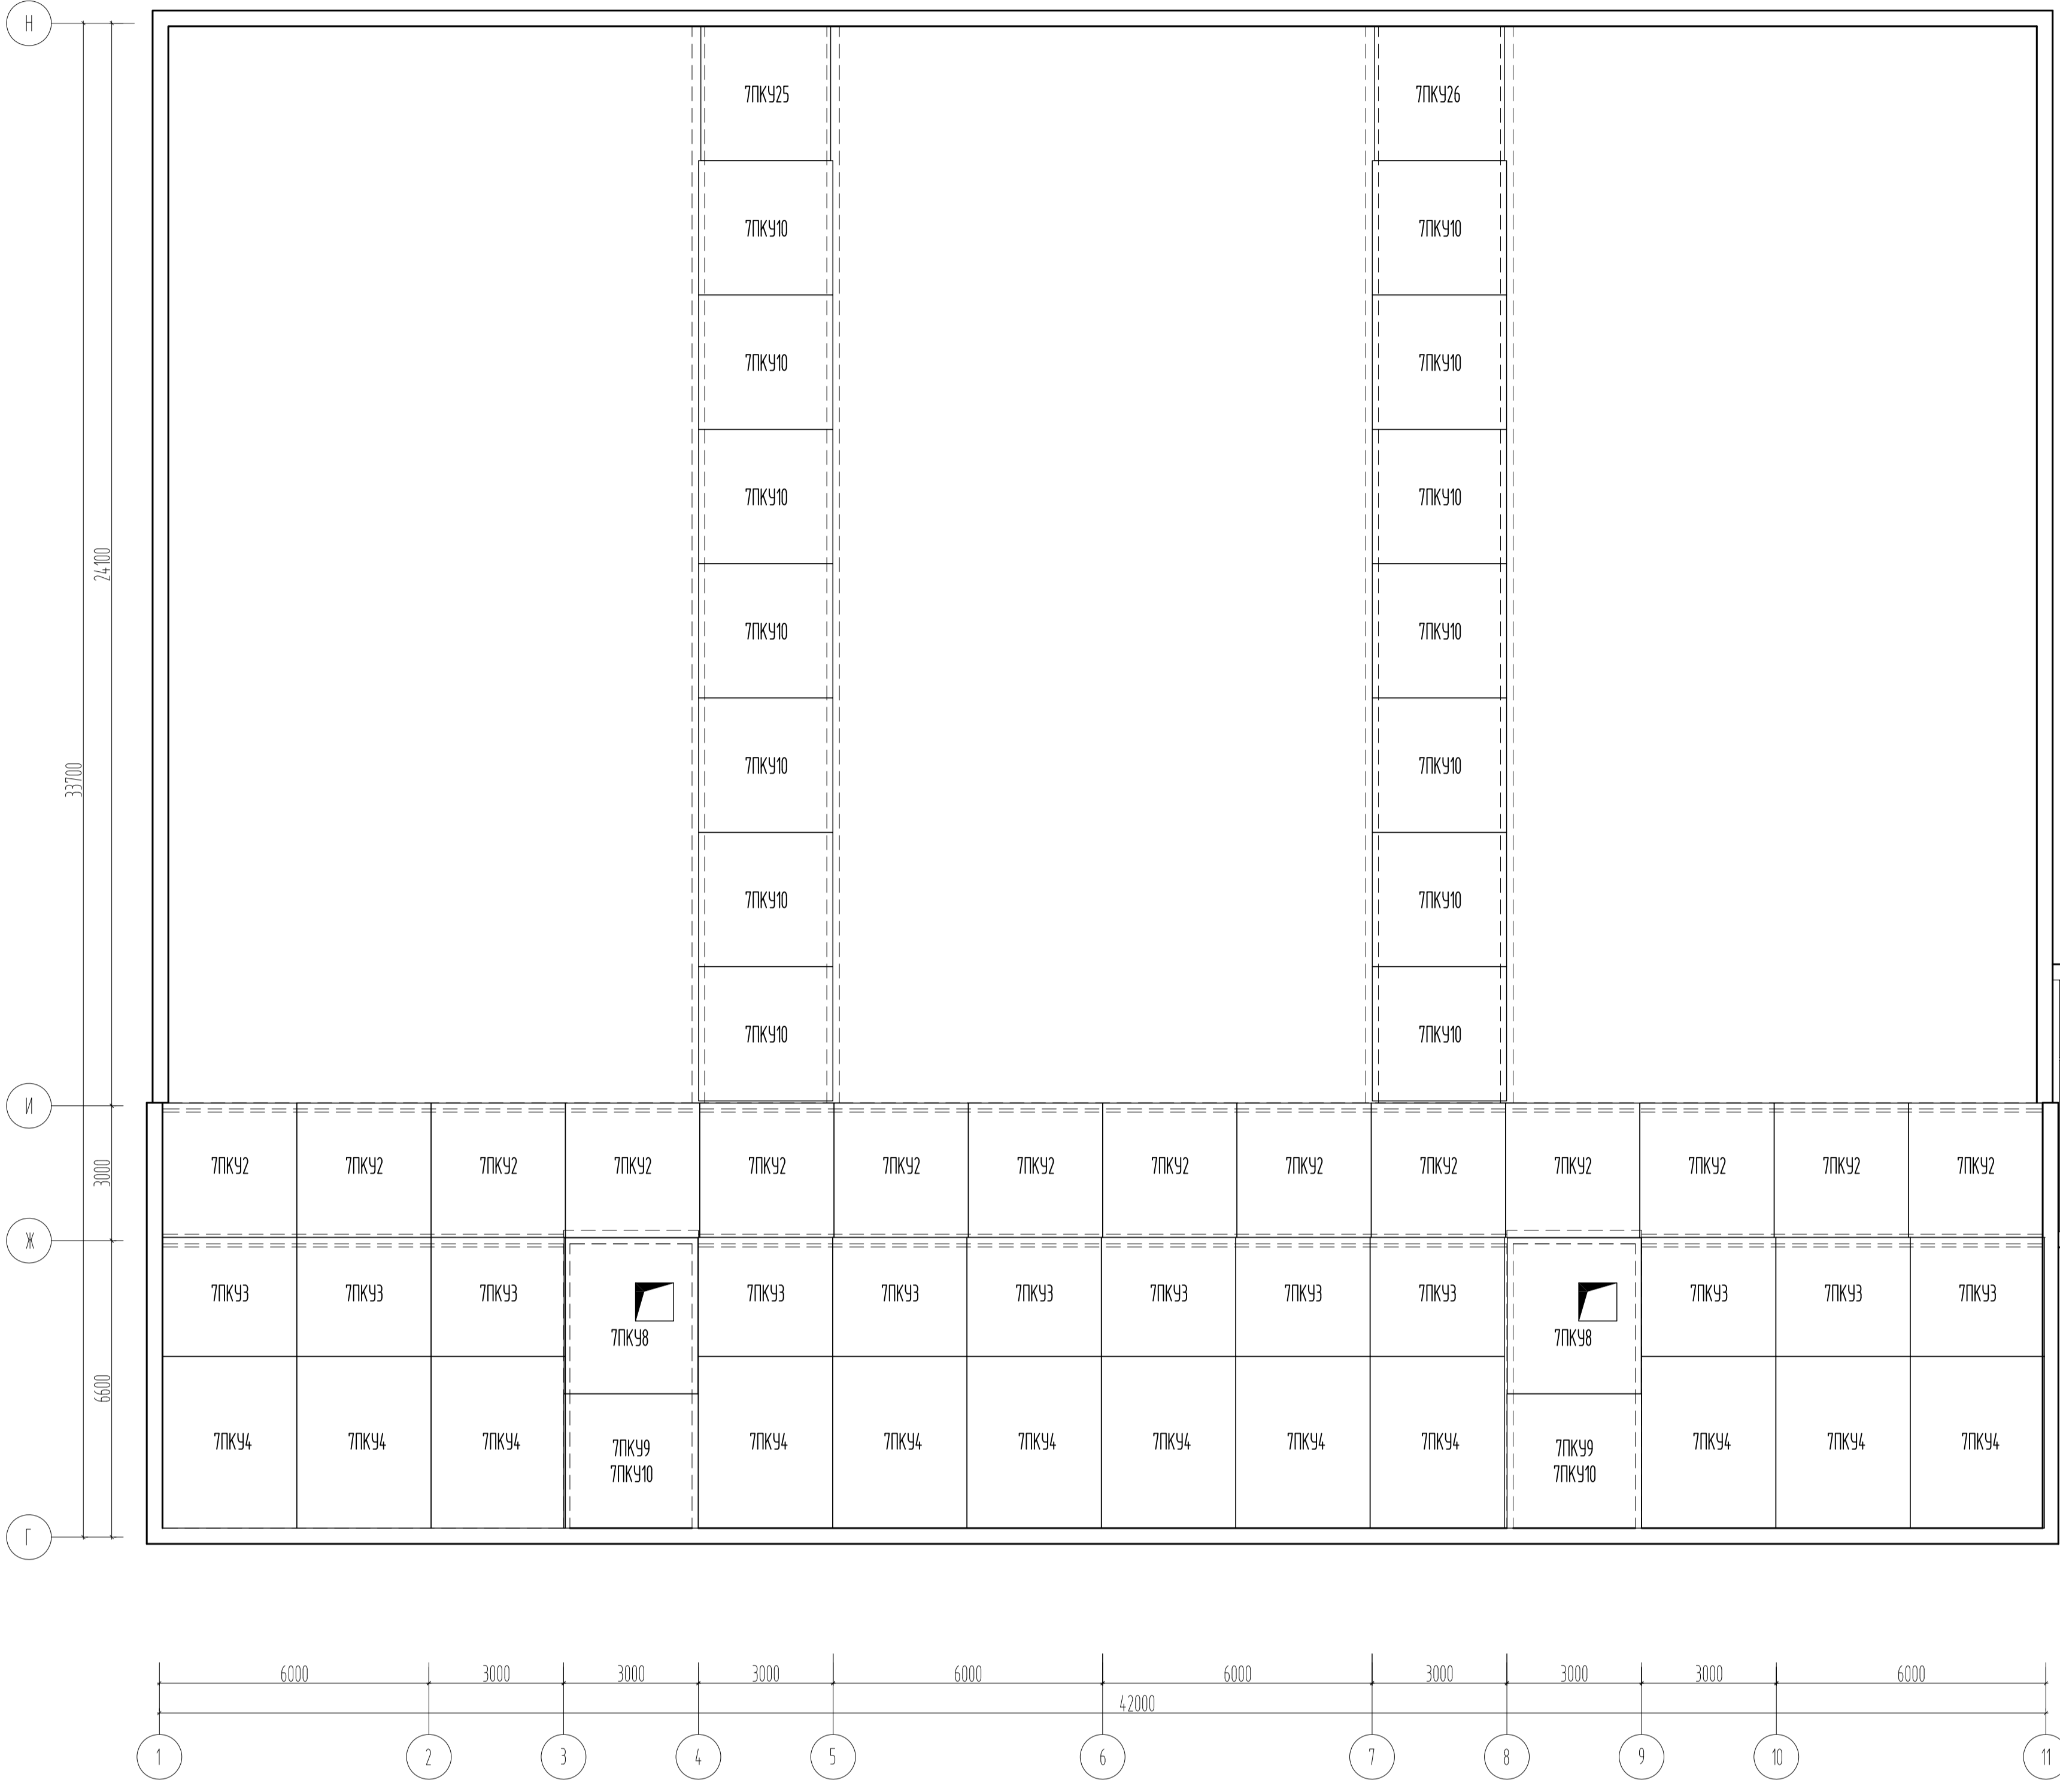 Н
7ПКУ25 7ПКУ26
7ПКУ10 7ПКУ10
7ПКУ10 7ПКУ10
7ПКУ10 7ПКУ10
24100
7ПКУ10 7ПКУ10
33700
7ПКУ10 7ПКУ10
7ПКУ10 7ПКУ10
7ПКУ10 7ПКУ10
И
3000
7ПКУ2 7ПКУ2 7ПКУ2 7ПКУ2 7ПКУ2 7ПКУ2 7ПКУ2 7ПКУ2 7ПКУ2 7ПКУ2 7ПКУ2 7ПКУ2 7ПКУ2 7ПКУ2
Ж
7ПКУ3 7ПКУ3 7ПКУ3 7ПКУ3 7ПКУ3 7ПКУ3 7ПКУ3 7ПКУ3 7ПКУ3 7ПКУ3 7ПКУ3 7ПКУ3
7ПКУ8 7ПКУ8
6600
7ПКУ4 7ПКУ4 7ПКУ4 7ПКУ9 7ПКУ4 7ПКУ4 7ПКУ4 7ПКУ4 7ПКУ4 7ПКУ4 7ПКУ9 7ПКУ4 7ПКУ4 7ПКУ4
7ПКУ10 7ПКУ10
Г
6000 3000 3000 3000 6000 6000 3000 3000 3000 6000
42000
1 2 3 4 5 6 7 8 9 10 11